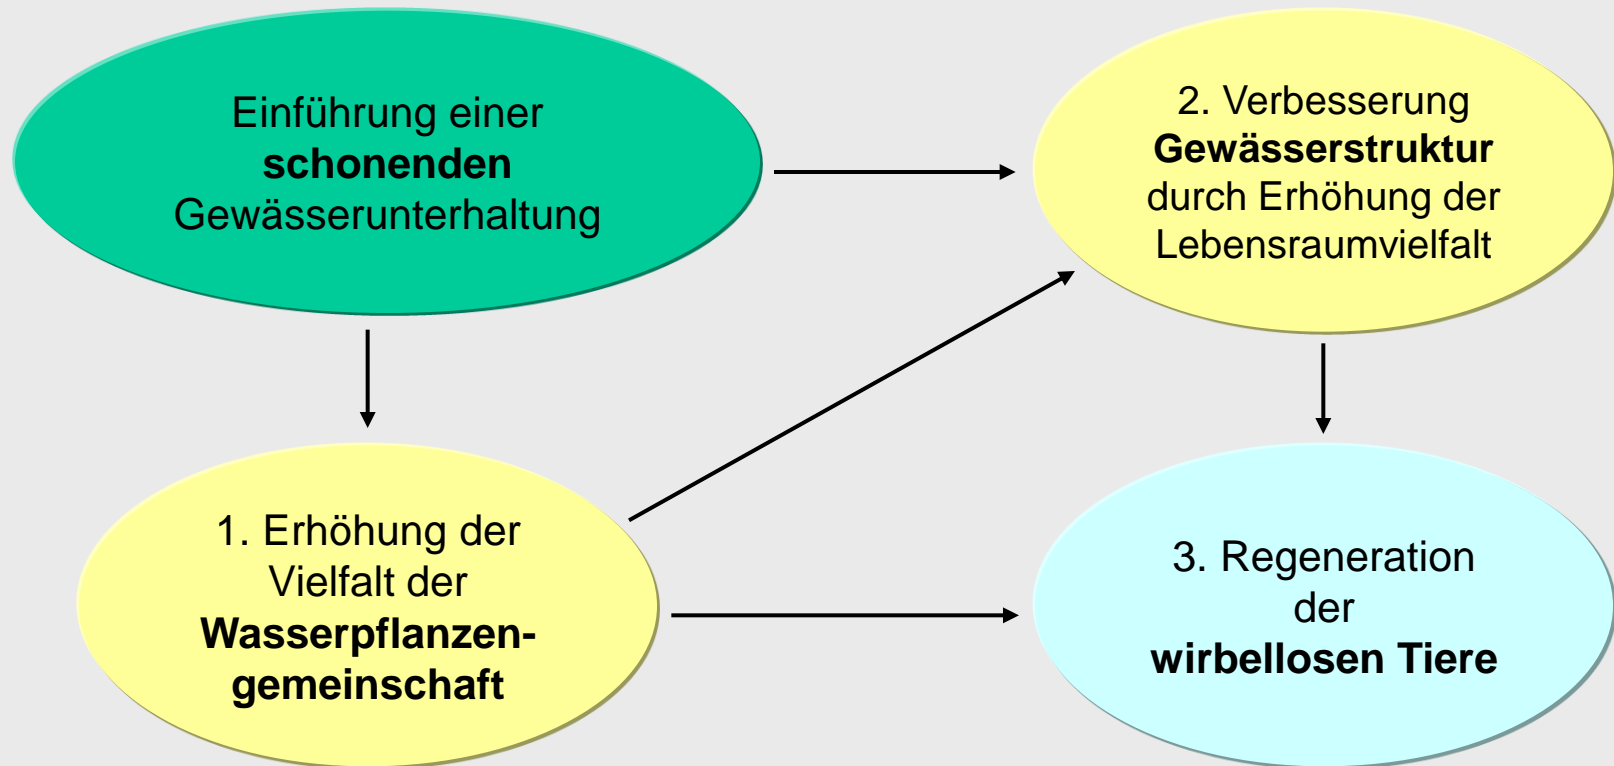 Einführung einer
schonenden
Gewässerunterhaltung
2. Verbesserung
Gewässerstruktur
durch Erhöhung der
Lebensraumvielfalt
1. Erhöhung der
Vielfalt der
Wasserpflanzen-
gemeinschaft
3. Regeneration
der
wirbellosen Tiere